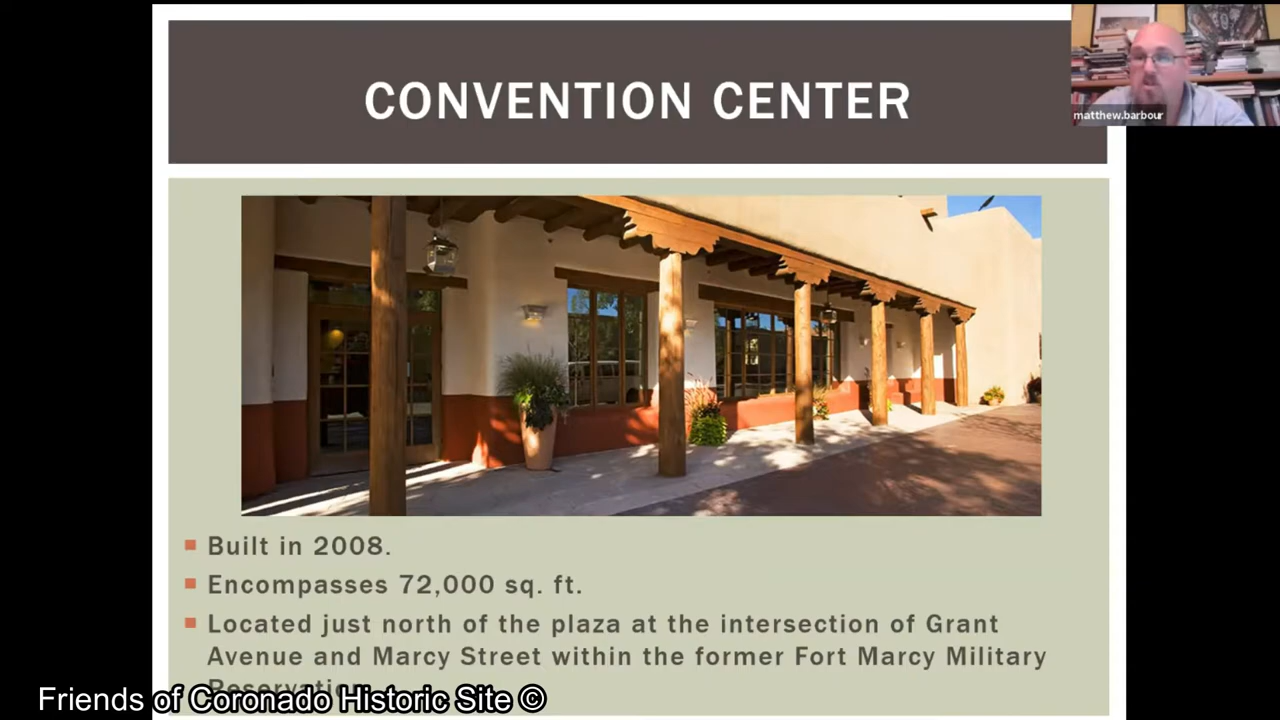 CONVENTION CENTER
matthew.barbour
Built in 2008.
Encompasses 72,000 sq. ft.
Located just north of the plaza at the intersection of Grant
Avenue and Marcy Street within the former Fort Marcy Military
Reservation
Friends of Coronado Historic Site ©